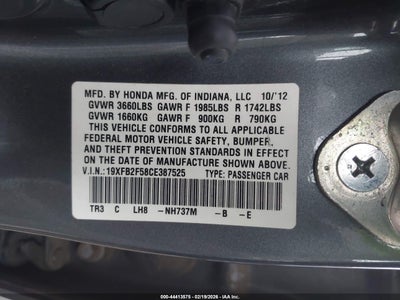 MFD. BY HONDA MFG. OF INDIANA, LLC 10/'12
GVWR 3660LBS GAWR F 1985LBS R 1742LBS
GVWR 1660KG GAWR F 900KG R 790KG
THIS VEHICLE CONFORMS TO ALL APPLICABLE
FEDERAL MOTOR VEHICLE SAFETY, BUMPER,
AND THEFT PREVENTION STANDARDS IN EFFECT
ON THE DATE OF MANUFACTURE SHOWN ABOVE.
V.I.N.: 19XFB2F58CE387525 TYPE: PASSENGER CAR
TR3 C LH8 -NH737M -B -E
000-44413575 - 02/19/2026 - IAAI.COM